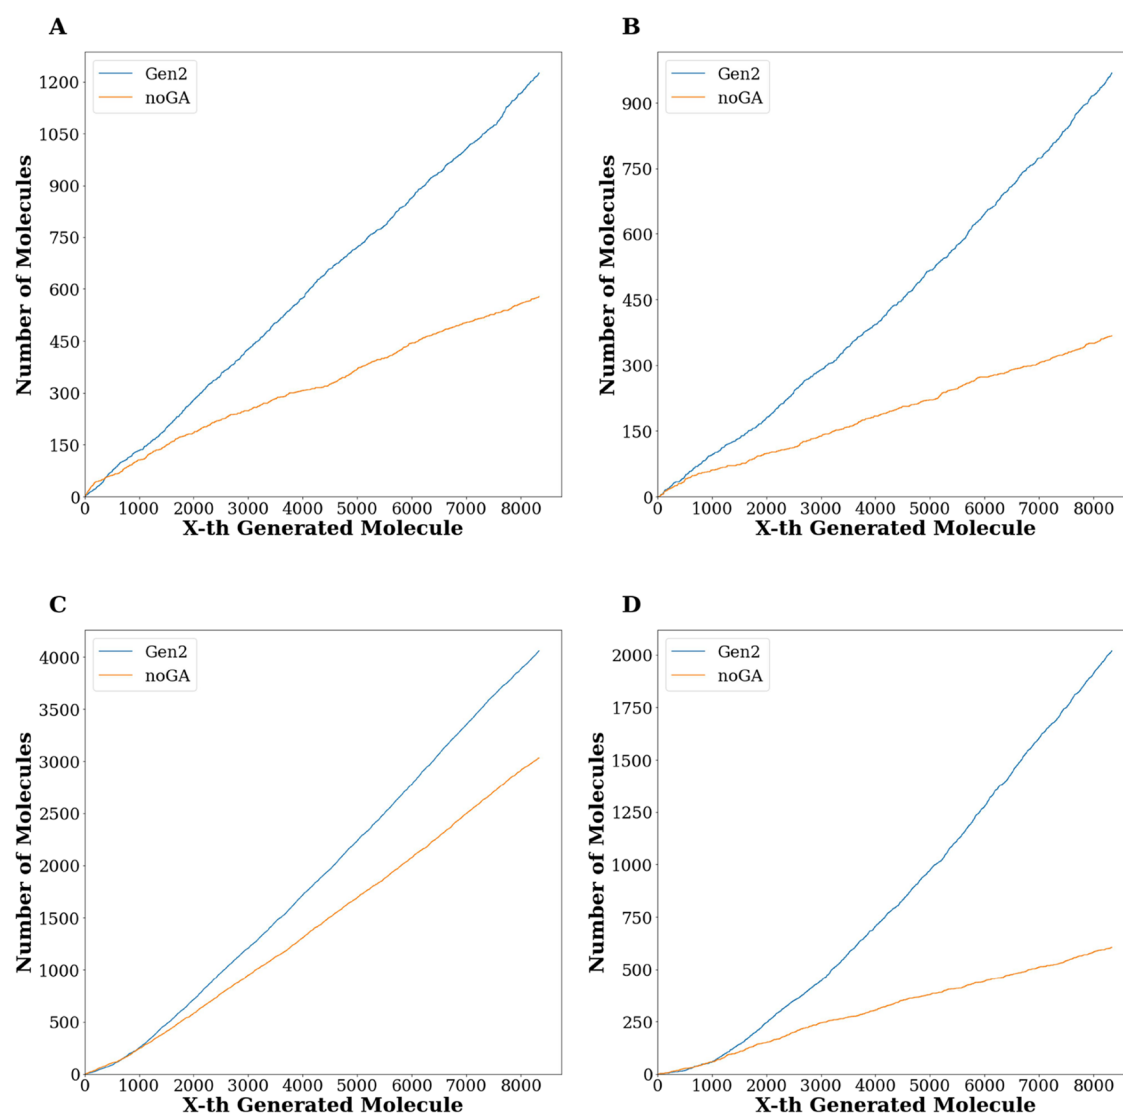 A
Gen2
noGA
1200
1050
900
750
600
450
300
150
0
0 1000 2000 3000 4000 5000 6000 7000 8000
Number of Molecules
X-th Generated Molecule
B
Gen2
noGA
900
750
600
450
300
150
0
0 1000 2000 3000 4000 5000 6000 7000 8000
Number of Molecules
X-th Generated Molecule
C
Gen2
noGA
4000
3500
3000
2500
2000
1500
1000
500
0
0 1000 2000 3000 4000 5000 6000 7000 8000
Number of Molecules
X-th Generated Molecule
D
Gen2
noGA
2000
1750
1500
1250
1000
750
500
250
0
0 1000 2000 3000 4000 5000 6000 7000 8000
Number of Molecules
X-th Generated Molecule